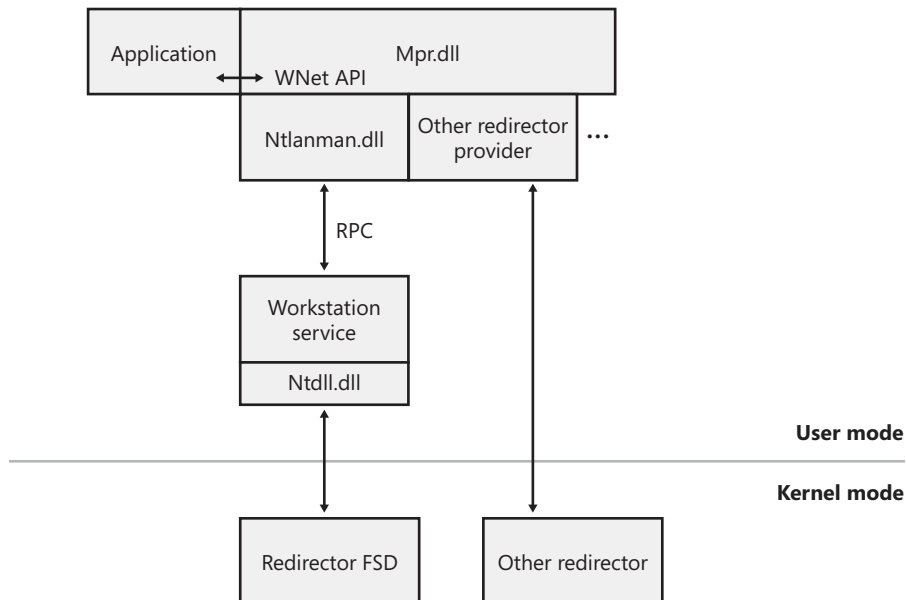 Application
Mpr.dll
WNet API
Ntlanman.dll
Other redirector
provider
...
RPC
Workstation
service
Ntdll.dll
User mode
Kernel mode
Redirector FSD
Other redirector